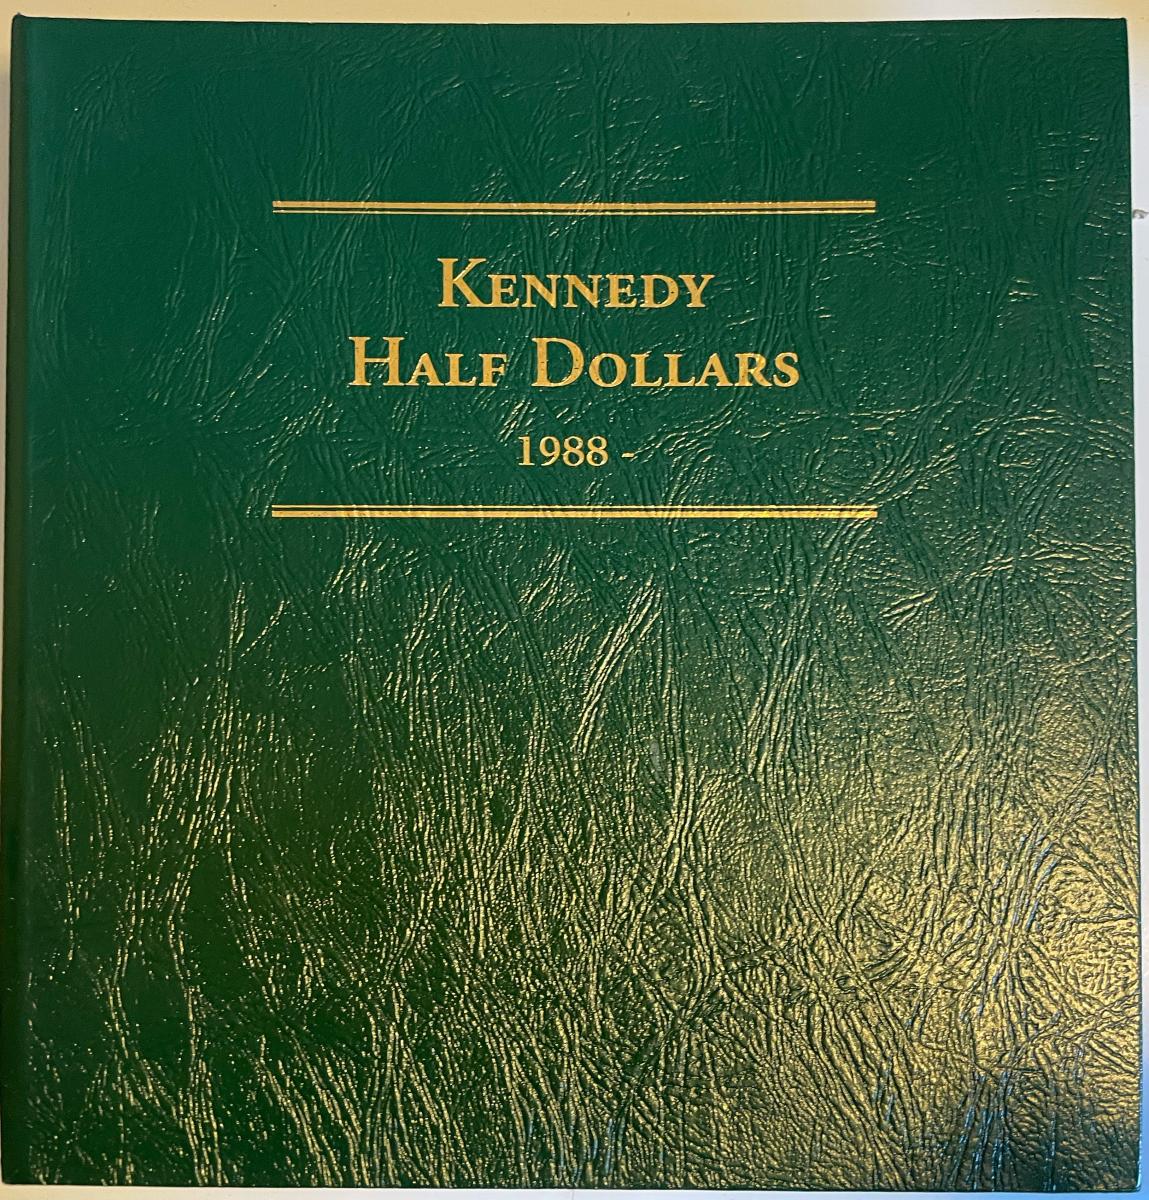 Kennedy
Half Dollars
1988 -